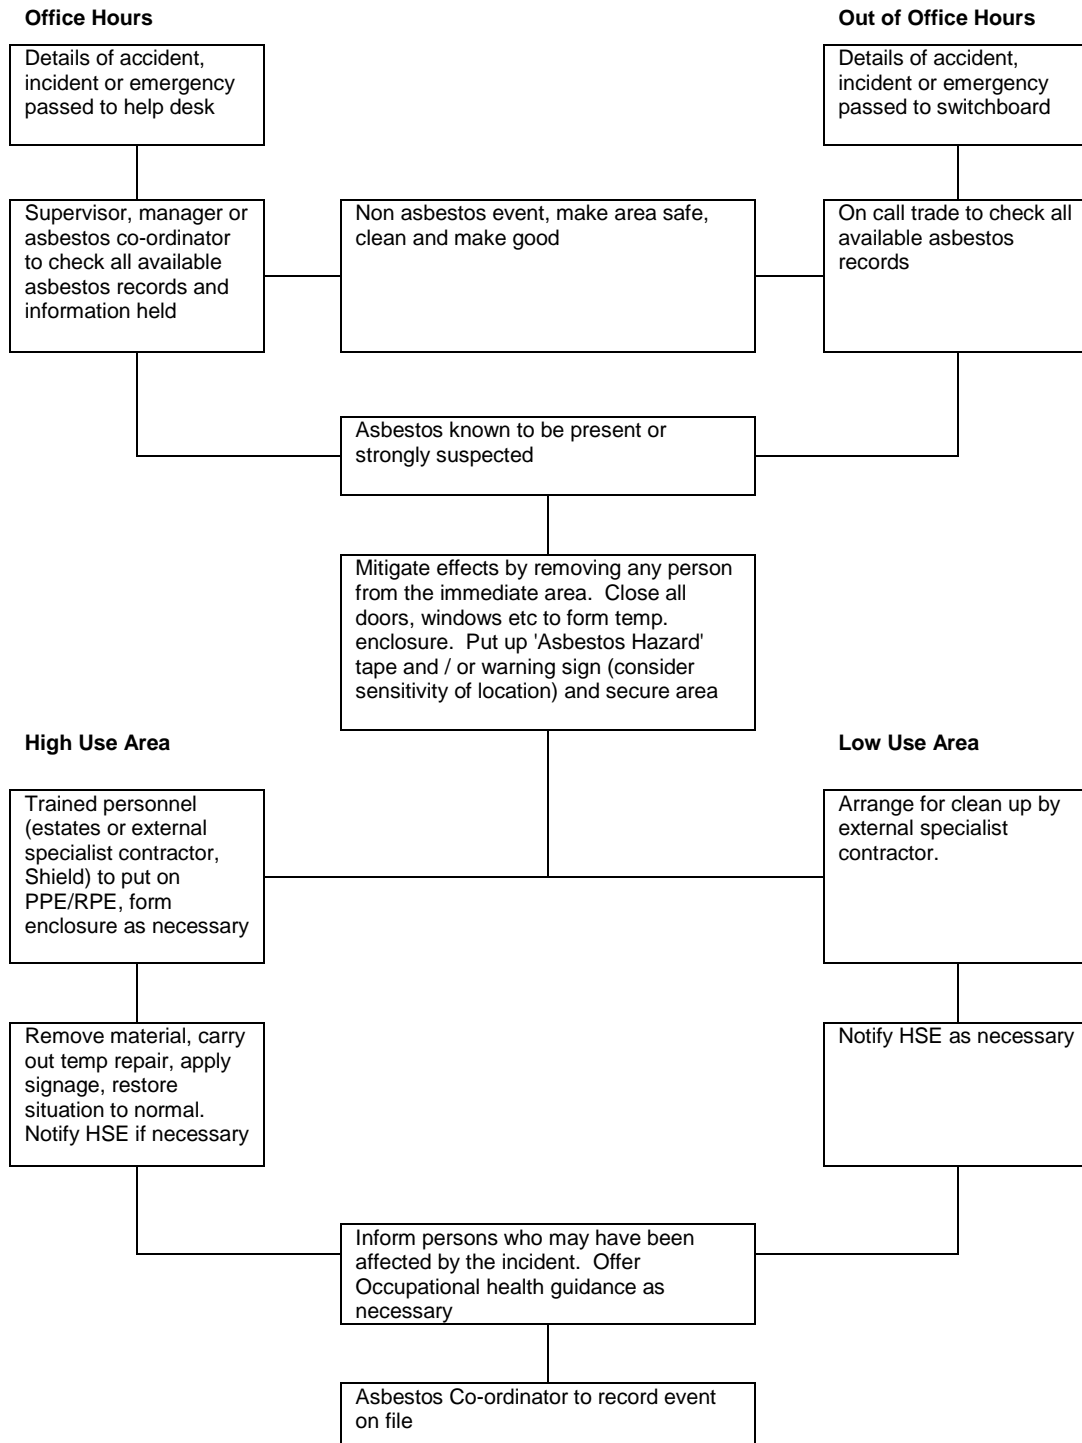 Office Hours
Out of Office Hours
Details of accident,
incident or emergency
passed to help desk
Details of accident,
incident or emergency
passed to switchboard
Supervisor, manager or
asbestos co-ordinator
to check all available
asbestos records and
information held
Non asbestos event, make area safe,
clean and make good
On call trade to check all
available asbestos
records
Asbestos known to be present or
strongly suspected
Mitigate effects by removing any person
from the immediate area.  Close all
doors, windows etc to form temp.
enclosure.  Put up 'Asbestos Hazard'
tape and / or warning sign (consider
sensitivity of location) and secure area
High Use Area
Low Use Area
Trained personnel
(estates or external
specialist contractor,
Shield) to put on
PPE/RPE, form
enclosure as necessary
Arrange for clean up by
external specialist
contractor.
Remove material, carry
out temp repair, apply
signage, restore
situation to normal.
Notify HSE if necessary
Notify HSE as necessary
Inform persons who may have been
affected by the incident.  Offer
Occupational health guidance as
necessary
Asbestos Co-ordinator to record event
on file